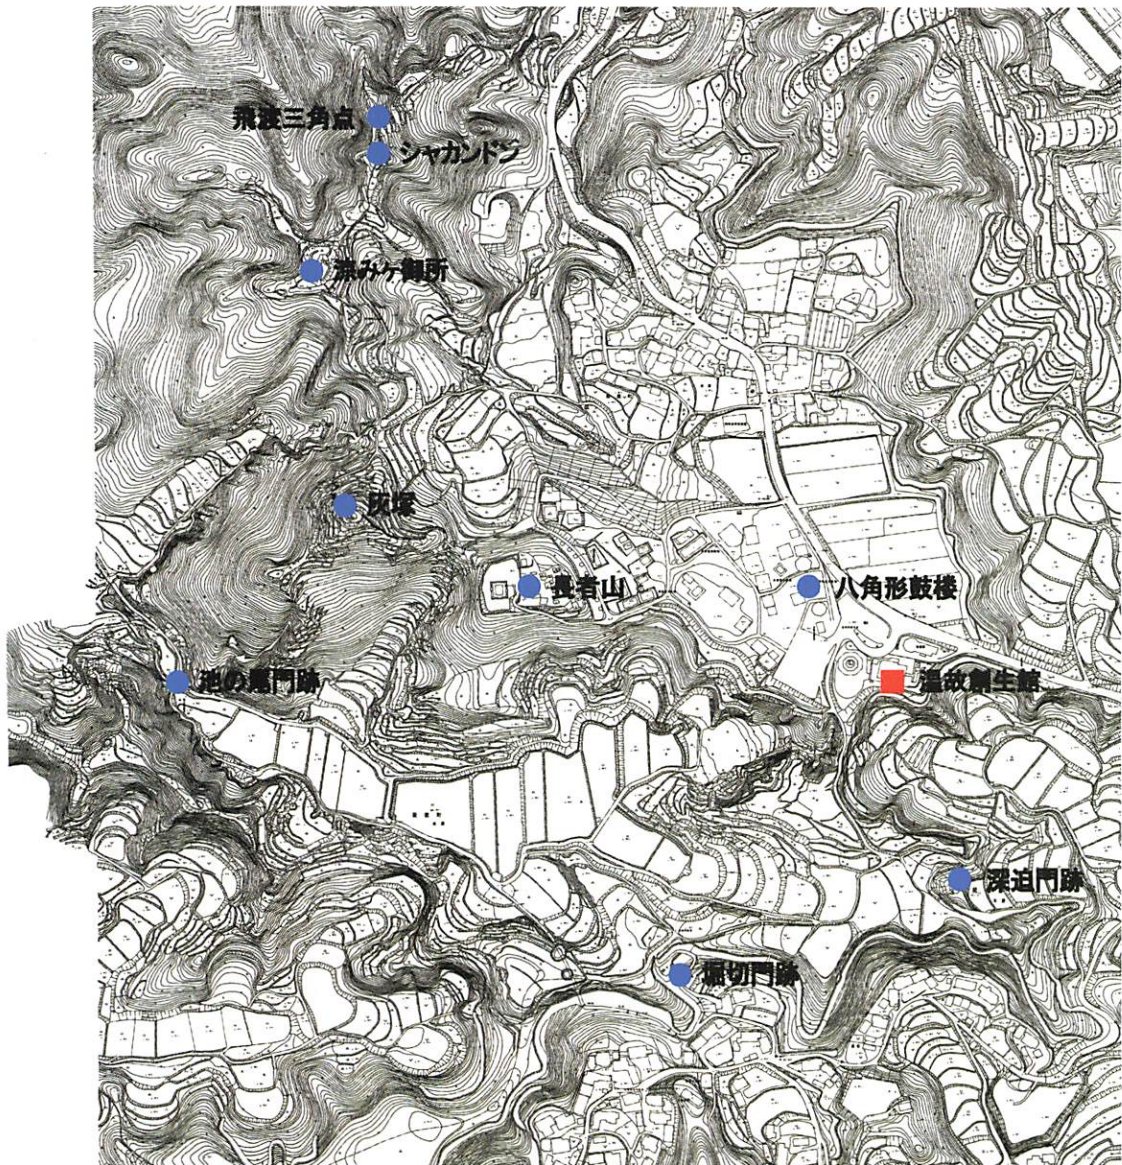 飛渡三角点
シャカンドン
深みヶ御所
灰塚
長者山
八角形鼓楼
池の尾門跡
温故創生館
深迫門跡
堀切門跡